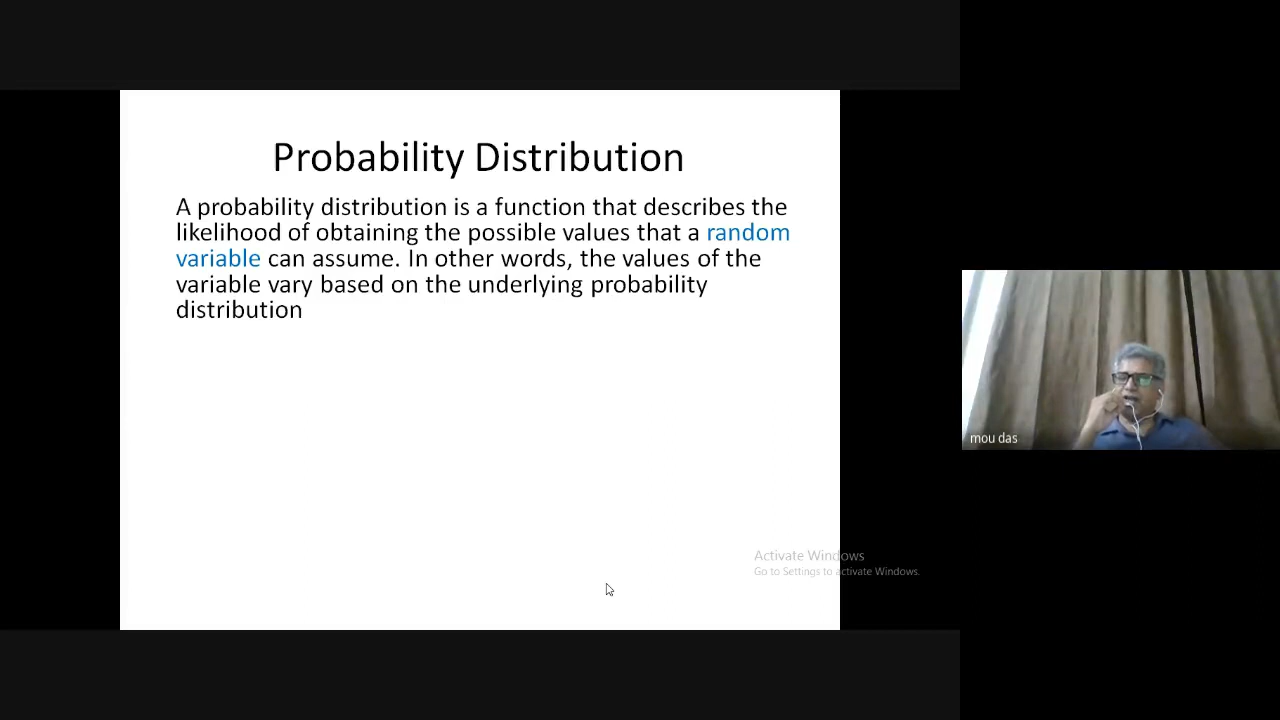 Probability Distribution
A probability distribution is a function that describes the
likelihood of obtaining the possible values that a random
variable can assume. In other words, the values of the
variable vary based on the underlying probability
distribution
mou das
Activate Windows
Go to Settings to activate Windows.